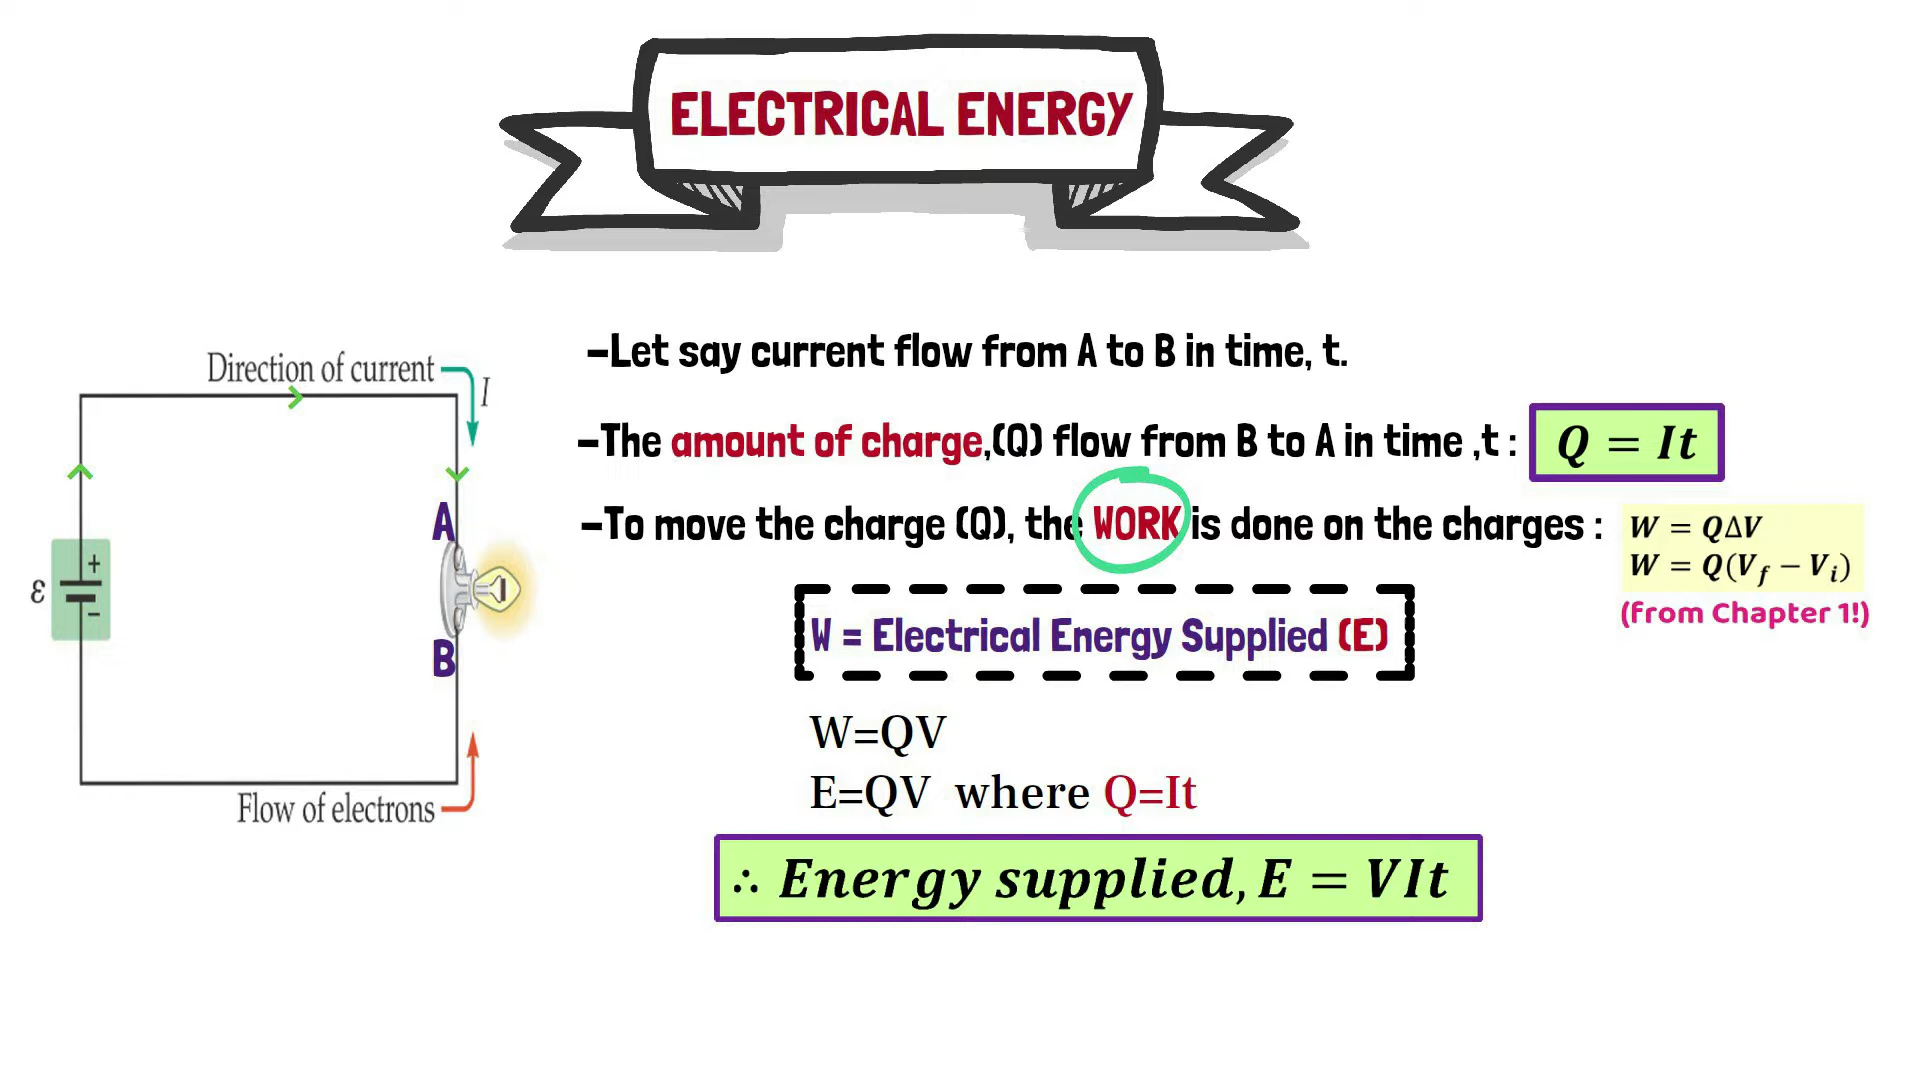 ELECTRICAL ENERGY
Direction of current
I
A
+
ε
−
B
Flow of electrons
–Let say current flow from A to B in time, t.
–The amount of charge,(Q) flow from B to A in time ,t : Q = It
–To move the charge (Q), the WORK is done on the charges :
W = QΔV
W = Q(V_f − V_i)
(from Chapter 1!)
W = Electrical Energy Supplied (E)
W=QV
E=QV where Q=It
∴ Energy supplied, E = VIt